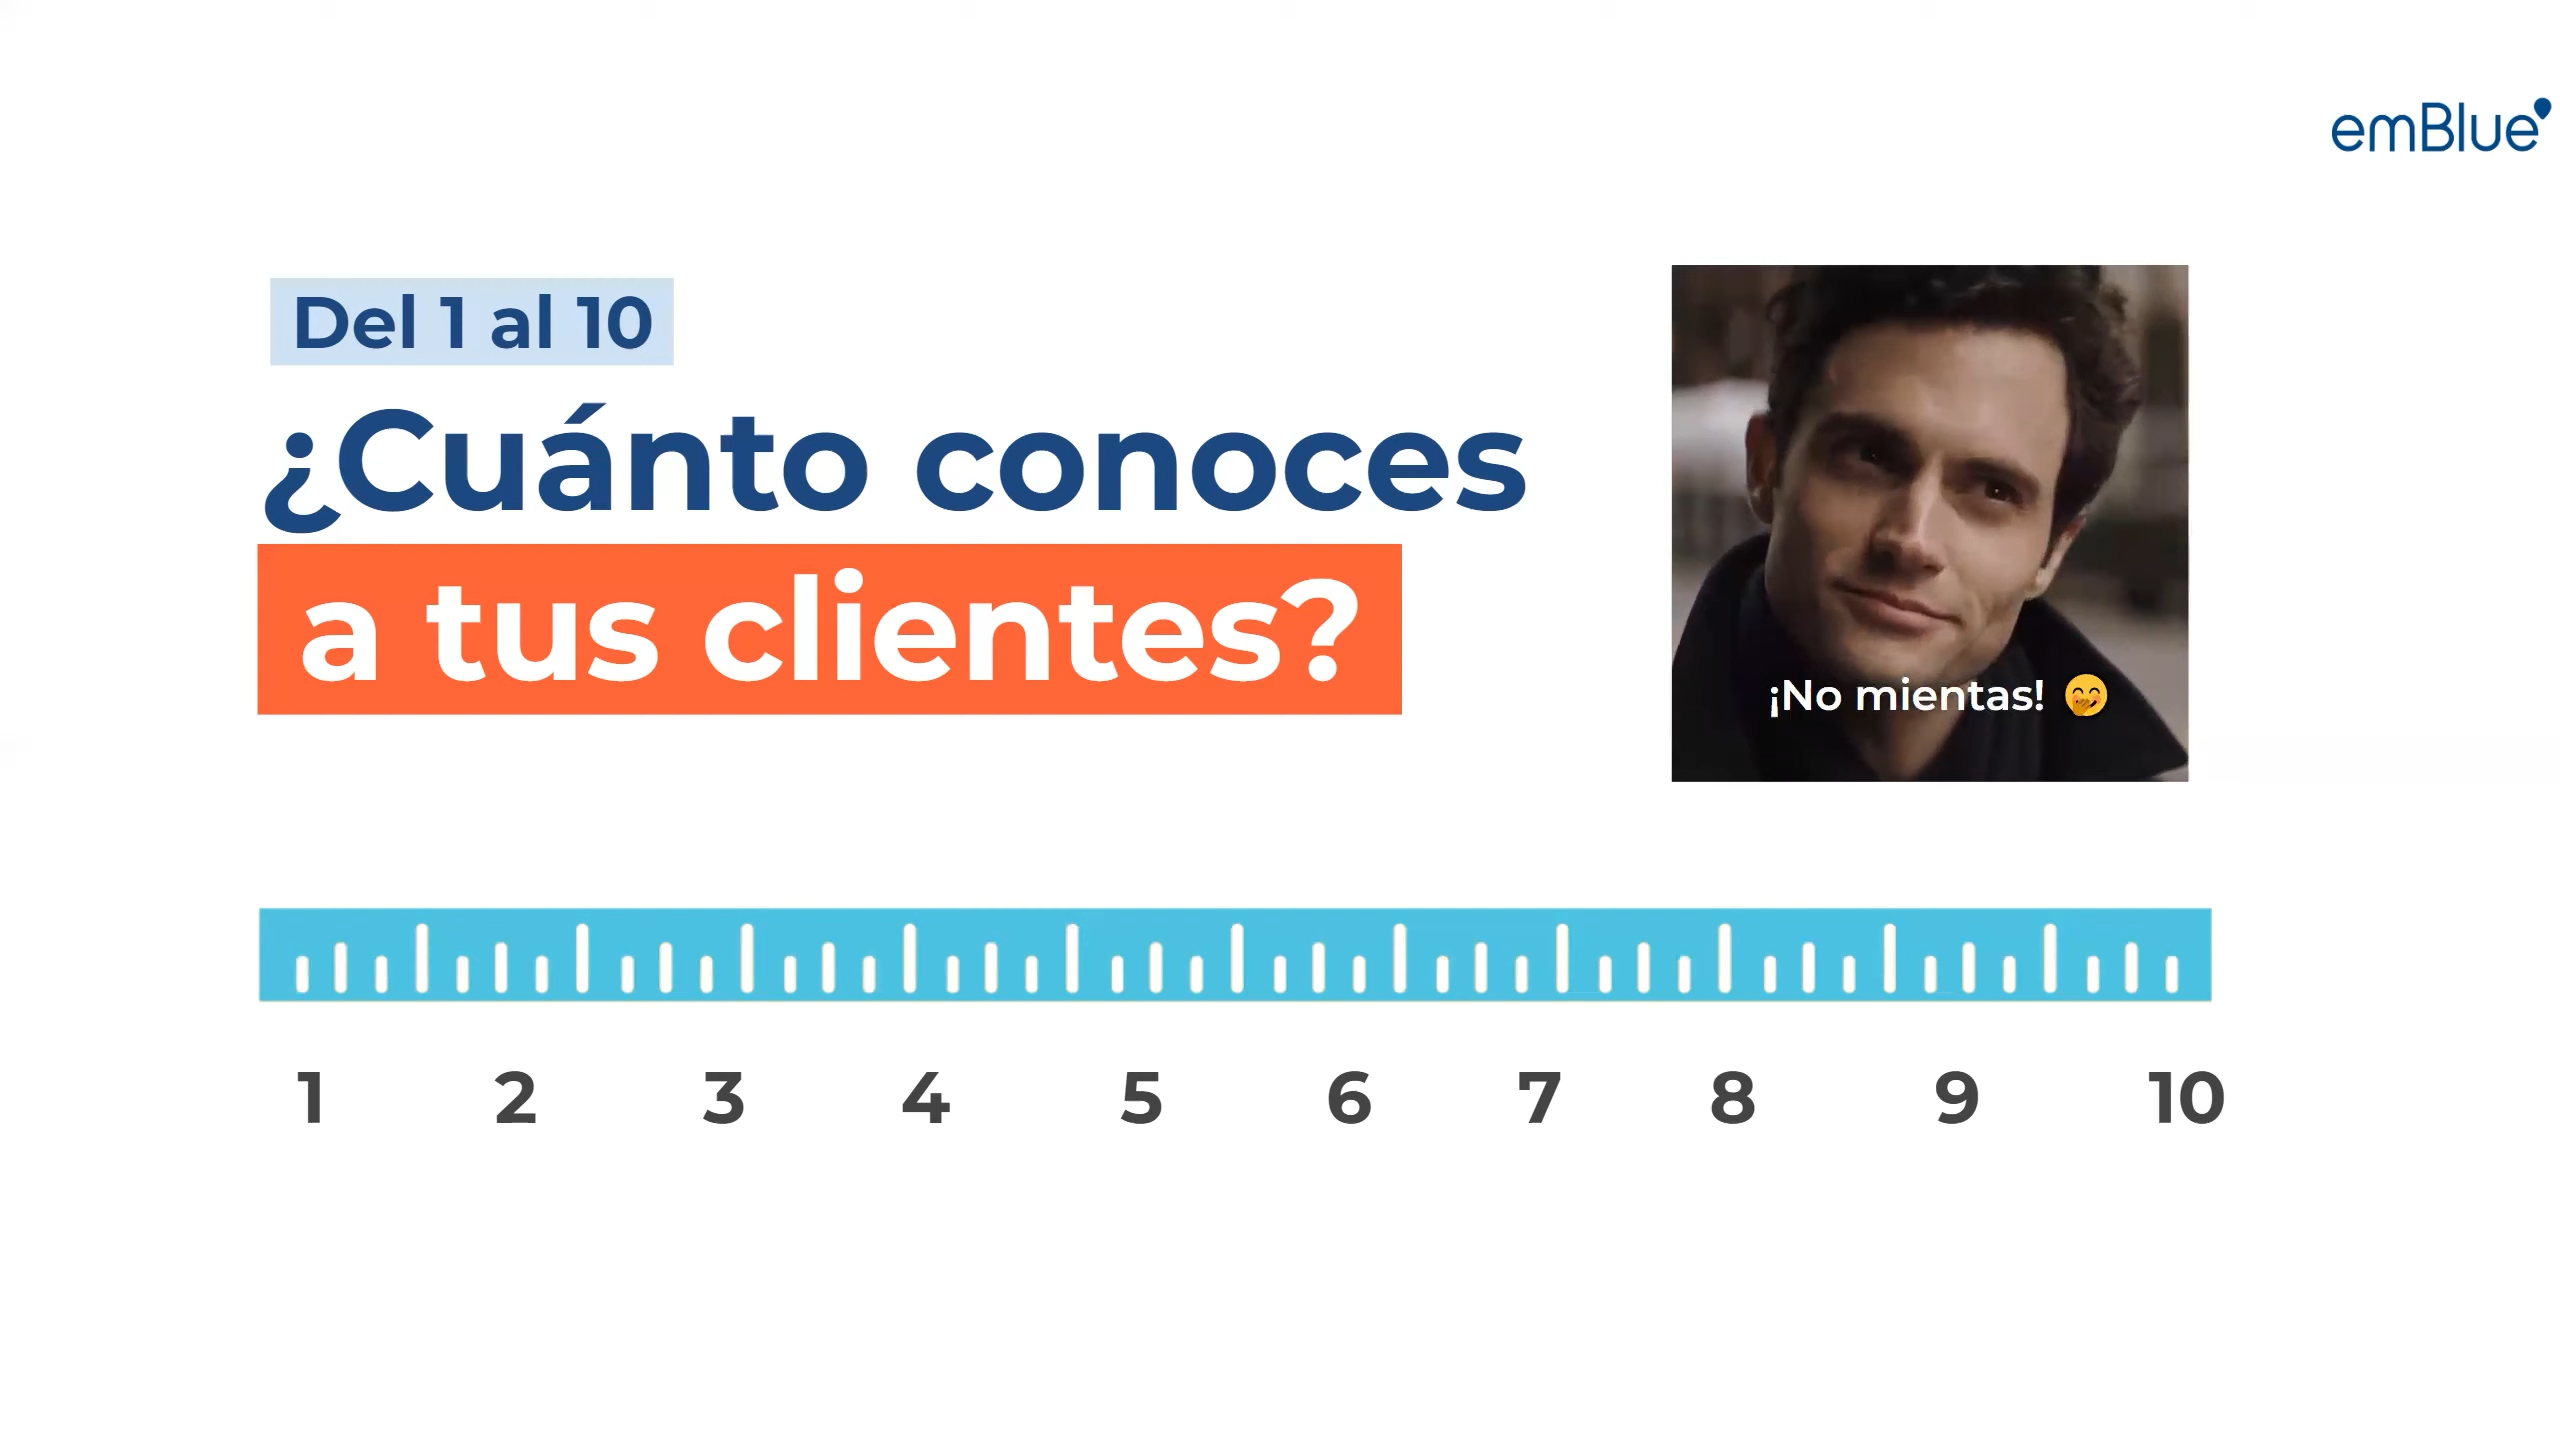 emBlue
Del 1 al 10
¿Cuánto conoces
a tus clientes?
¡No mientas! 🤭
1 2 3 4 5 6 7 8 9 10